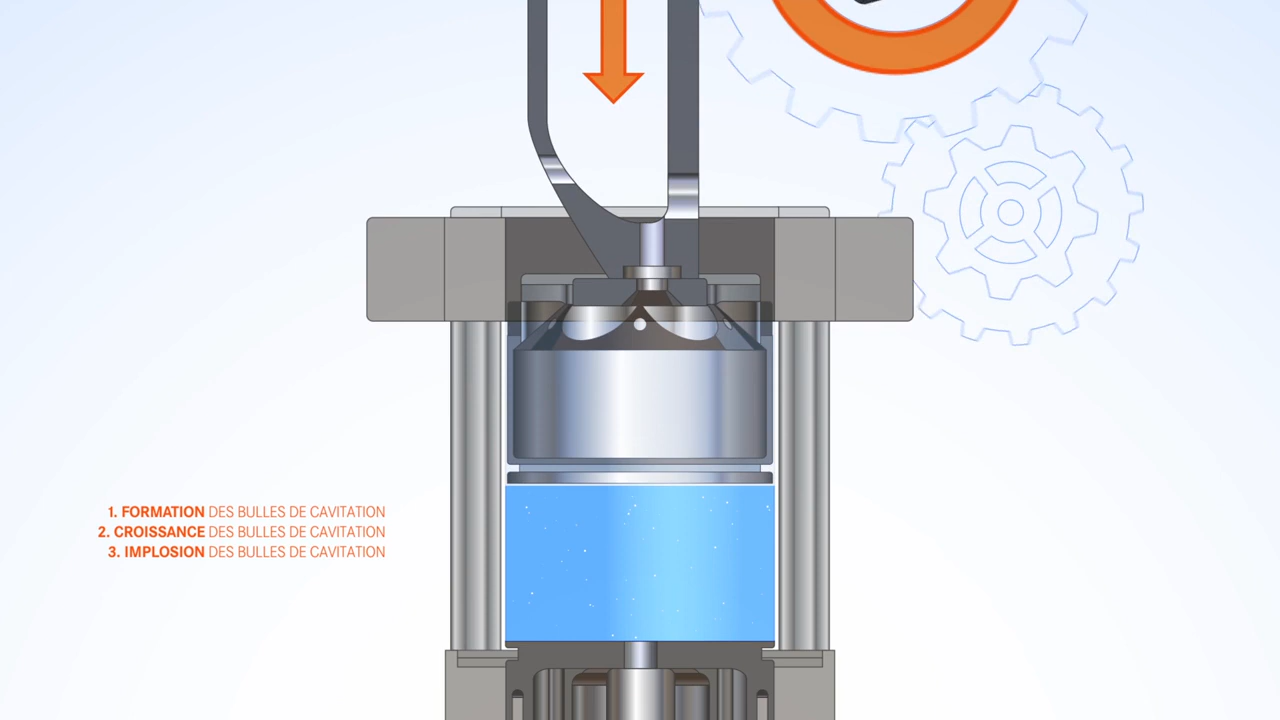 1. FORMATION DES BULLES DE CAVITATION
2. CROISSANCE DES BULLES DE CAVITATION
3. IMPLOSION DES BULLES DE CAVITATION